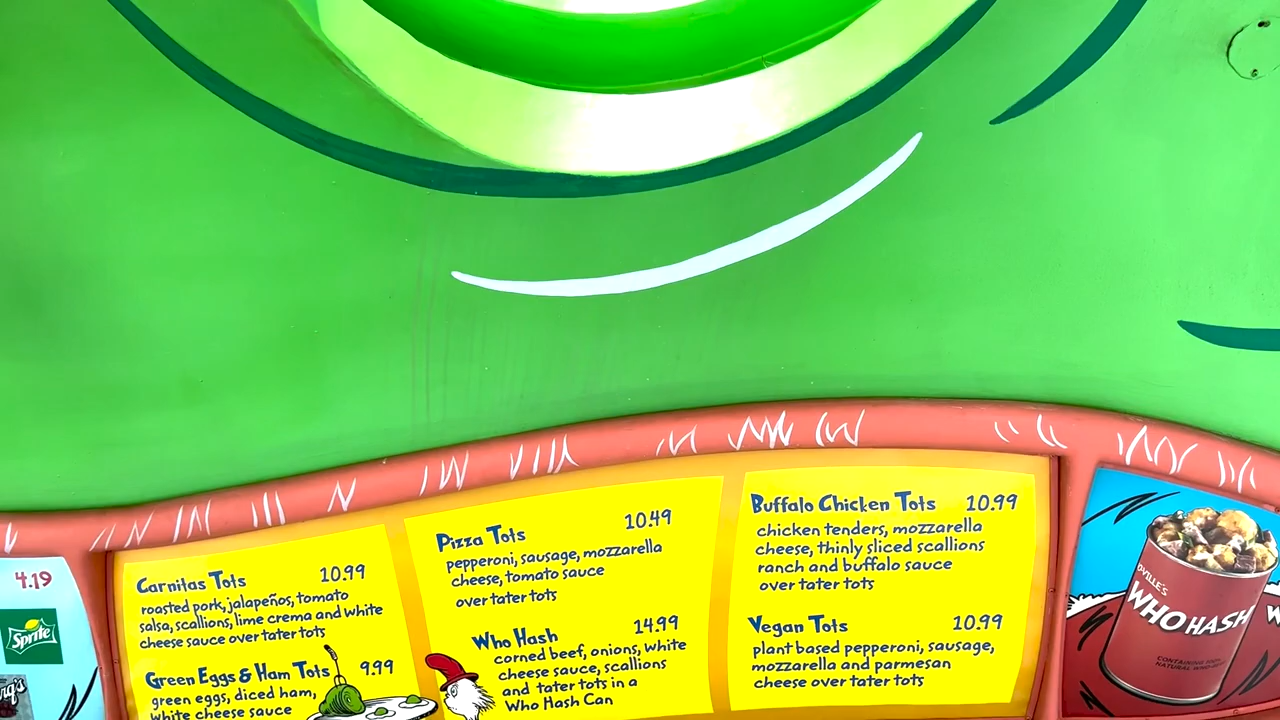 4.19
Sprite
Carnitas Tots 10.99
roasted pork, jalapeños, tomato
salsa, scallions, lime crema and white
cheese sauce over tater tots
Green Eggs & Ham Tots 9.99
green eggs, diced ham,
white cheese sauce
Pizza Tots 10.49
pepperoni, sausage, mozzarella
cheese, tomato sauce
over tater tots
Who Hash 14.99
corned beef, onions, white
cheese sauce, scallions
and tater tots in a
Who Hash Can
Buffalo Chicken Tots 10.99
chicken tenders, mozzarella
cheese, thinly sliced scallions
ranch and buffalo sauce
over tater tots
Vegan Tots 10.99
plant based pepperoni, sausage,
mozzarella and parmesan
cheese over tater tots
WHO HASH